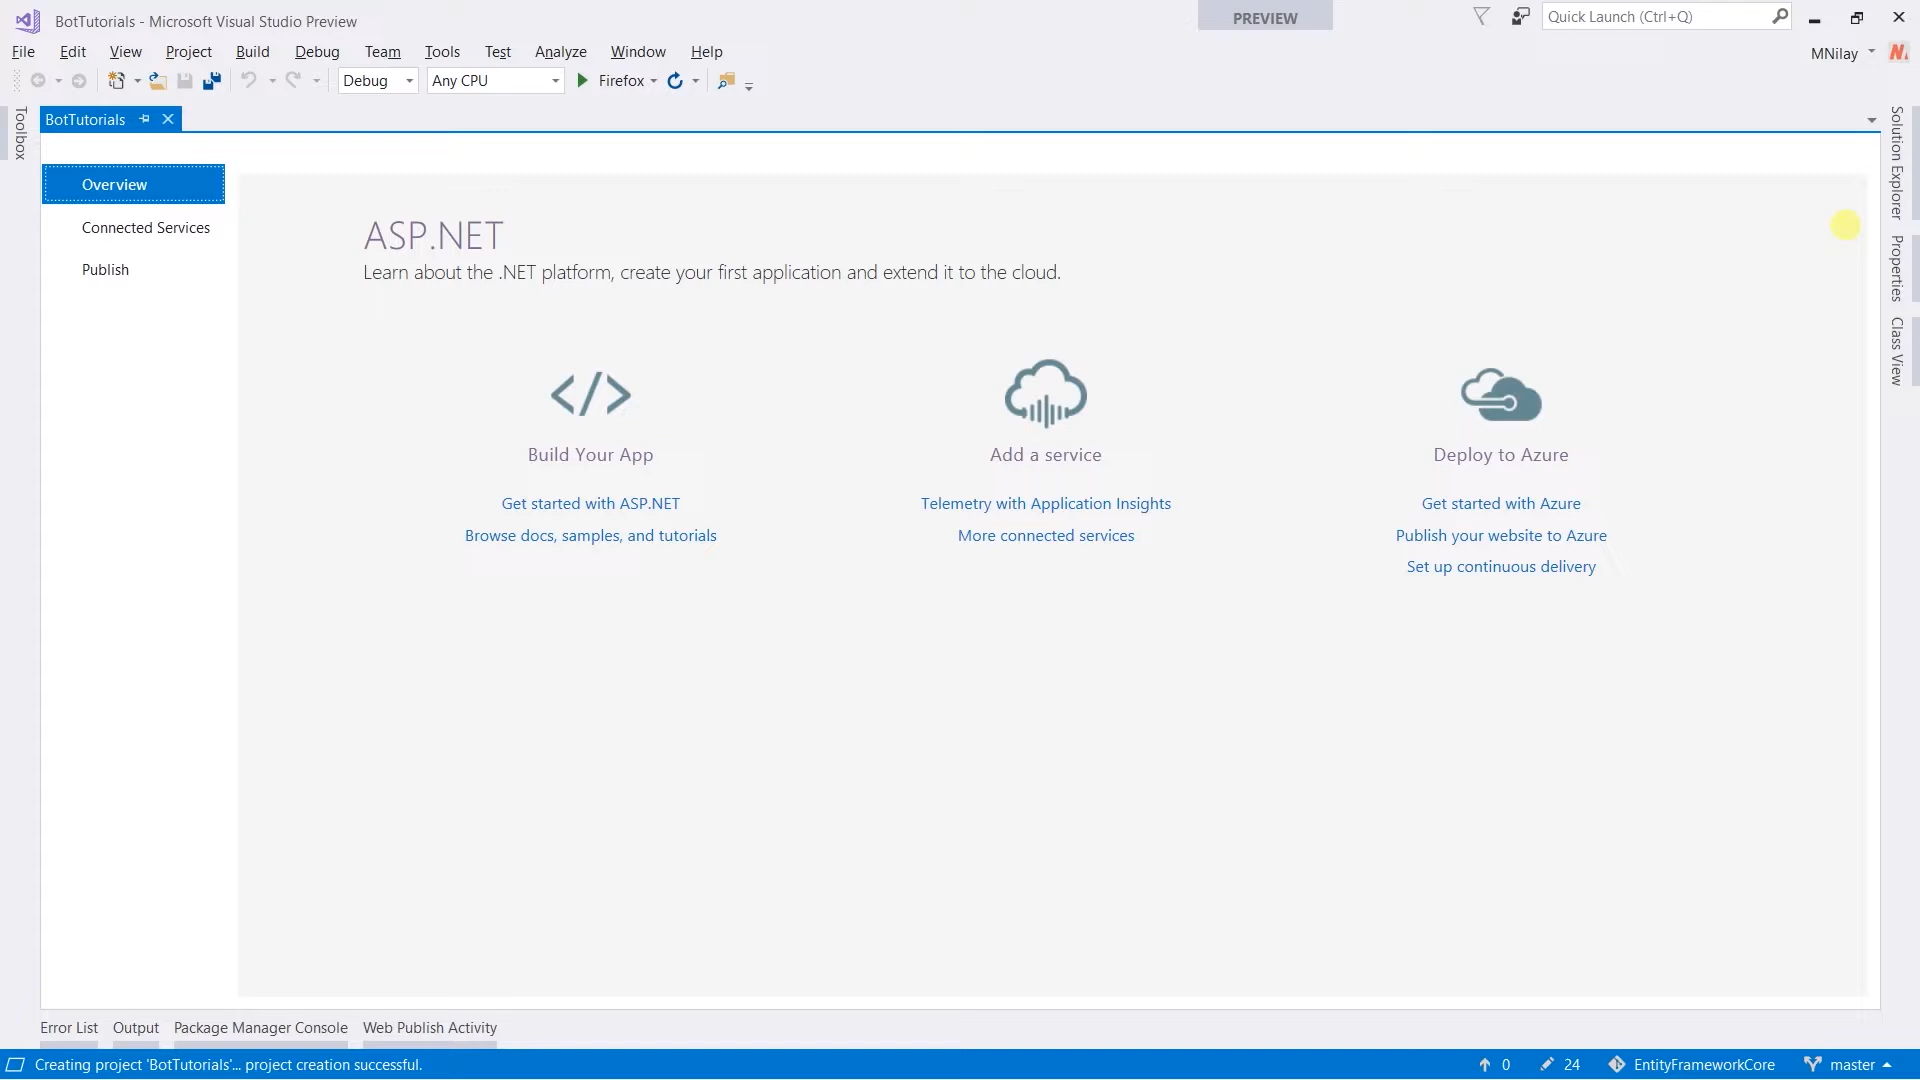 BotTutorials - Microsoft Visual Studio Preview
PREVIEW
Quick Launch (Ctrl+Q)
File Edit View Project Build Debug Team Tools Test Analyze Window Help
MNilay
Debug Any CPU Firefox
Toolbox
BotTutorials
Solution Explorer
Properties
Class View
Overview
Connected Services
Publish
ASP.NET
Learn about the .NET platform, create your first application and extend it to the cloud.
Build Your App
Get started with ASP.NET
Browse docs, samples, and tutorials
Add a service
Telemetry with Application Insights
More connected services
Deploy to Azure
Get started with Azure
Publish your website to Azure
Set up continuous delivery
Error List Output Package Manager Console Web Publish Activity
Creating project 'BotTutorials'... project creation successful.
0 24 EntityFrameworkCore master